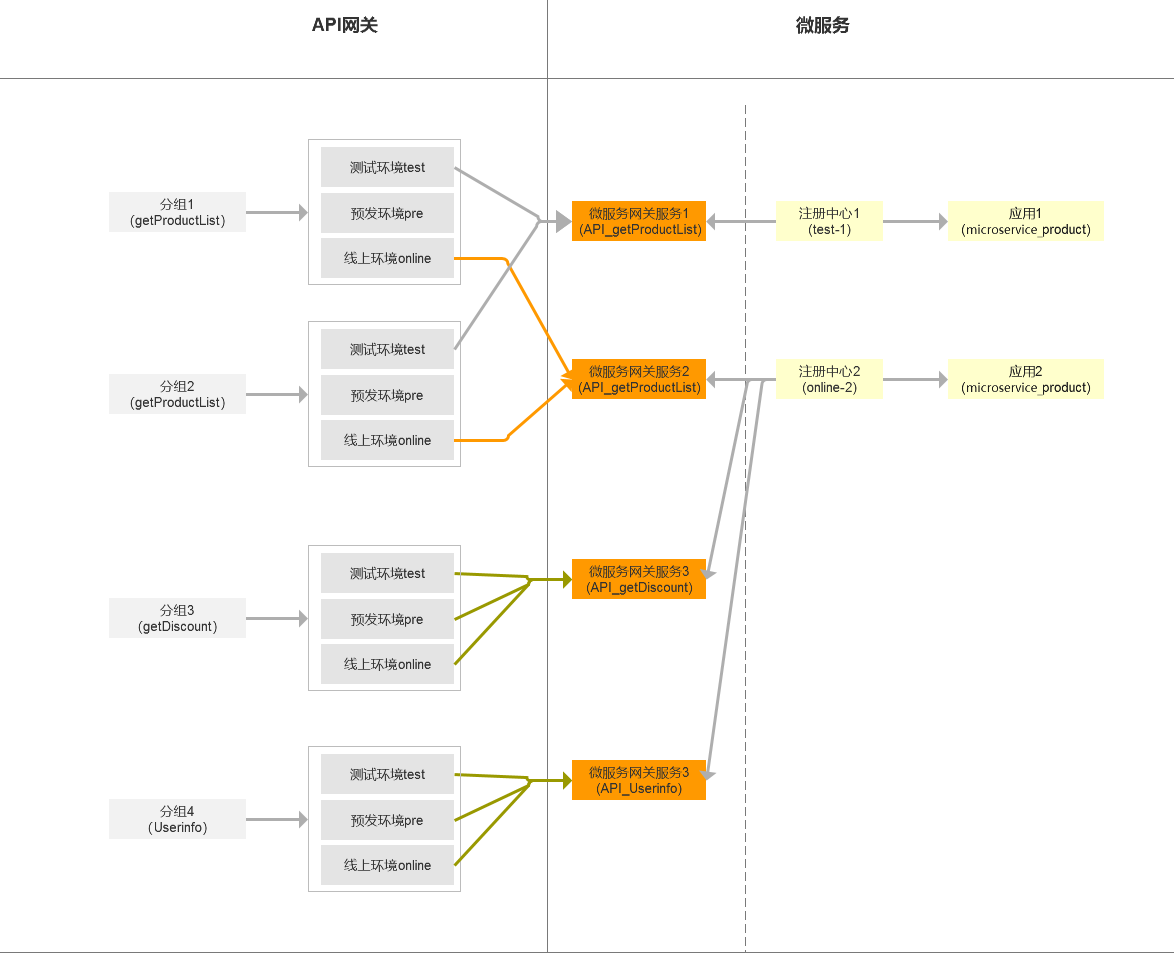 API网关
微服务
分组1
(getProductList)
测试环境test
预发环境pre
线上环境online
微服务网关服务1
(API_getProductList)
注册中心1
(test-1)
应用1
(microservice_product)
分组2
(getProductList)
测试环境test
预发环境pre
线上环境online
微服务网关服务2
(API_getProductList)
注册中心2
(online-2)
应用2
(microservice_product)
分组3
(getDiscount)
测试环境test
预发环境pre
线上环境online
微服务网关服务3
(API_getDiscount)
分组4
(Userinfo)
测试环境test
预发环境pre
线上环境online
微服务网关服务3
(API_Userinfo)